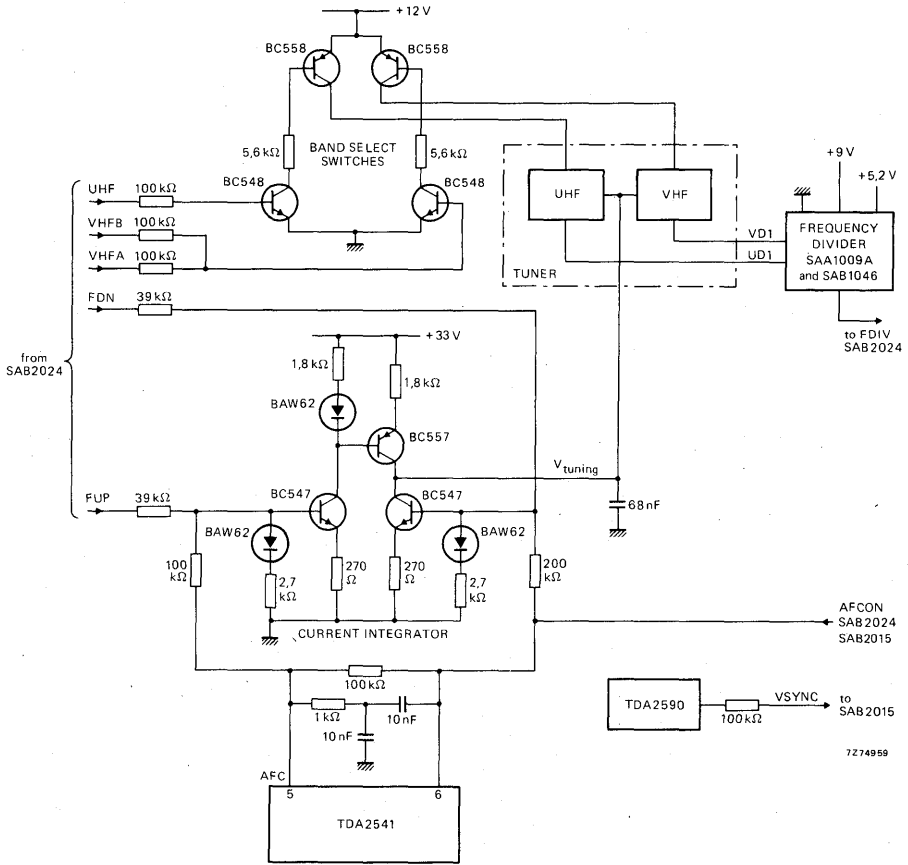 +12 V
BC558
BC558
5,6 kΩ
BAND SELECT
SWITCHES
5,6 kΩ
UHF
100 kΩ
BC548
BC548
VHFB
100 kΩ
VHFA
100 kΩ
FDN
39 kΩ
from
SAB2024
UHF
VHF
TUNER
+9 V
+5,2 V
VD1
UD1
FREQUENCY
DIVIDER
SAA1009A
and SAB1046
to FDIV
SAB2024
+33 V
1,8 kΩ
1,8 kΩ
BAW62
BC557
Vtuning
68 nF
FUP
39 kΩ
BC547
BC547
BAW62
BAW62
100
kΩ
2,7
kΩ
270
Ω
270
Ω
2,7
kΩ
200
kΩ
CURRENT INTEGRATOR
AFCON
SAB2024
SAB2015
100 kΩ
1 kΩ
10 nF
10 nF
TDA2590
VSYNC
100 kΩ
to
SAB2015
7Z74959
AFC
5
6
TDA2541